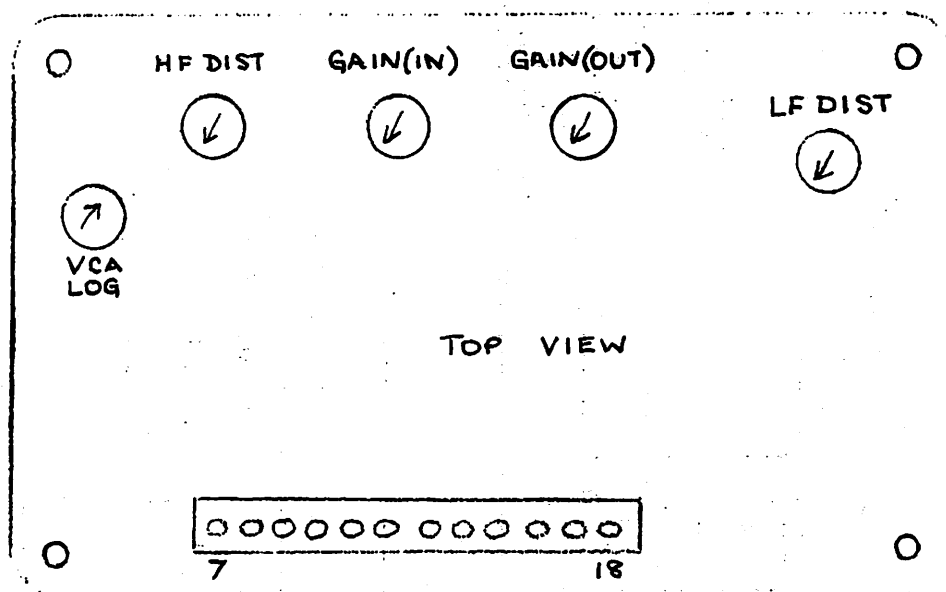 HF DIST
GAIN(IN)
GAIN(OUT)
LF DIST
VCA
LOG
TOP VIEW
7
18